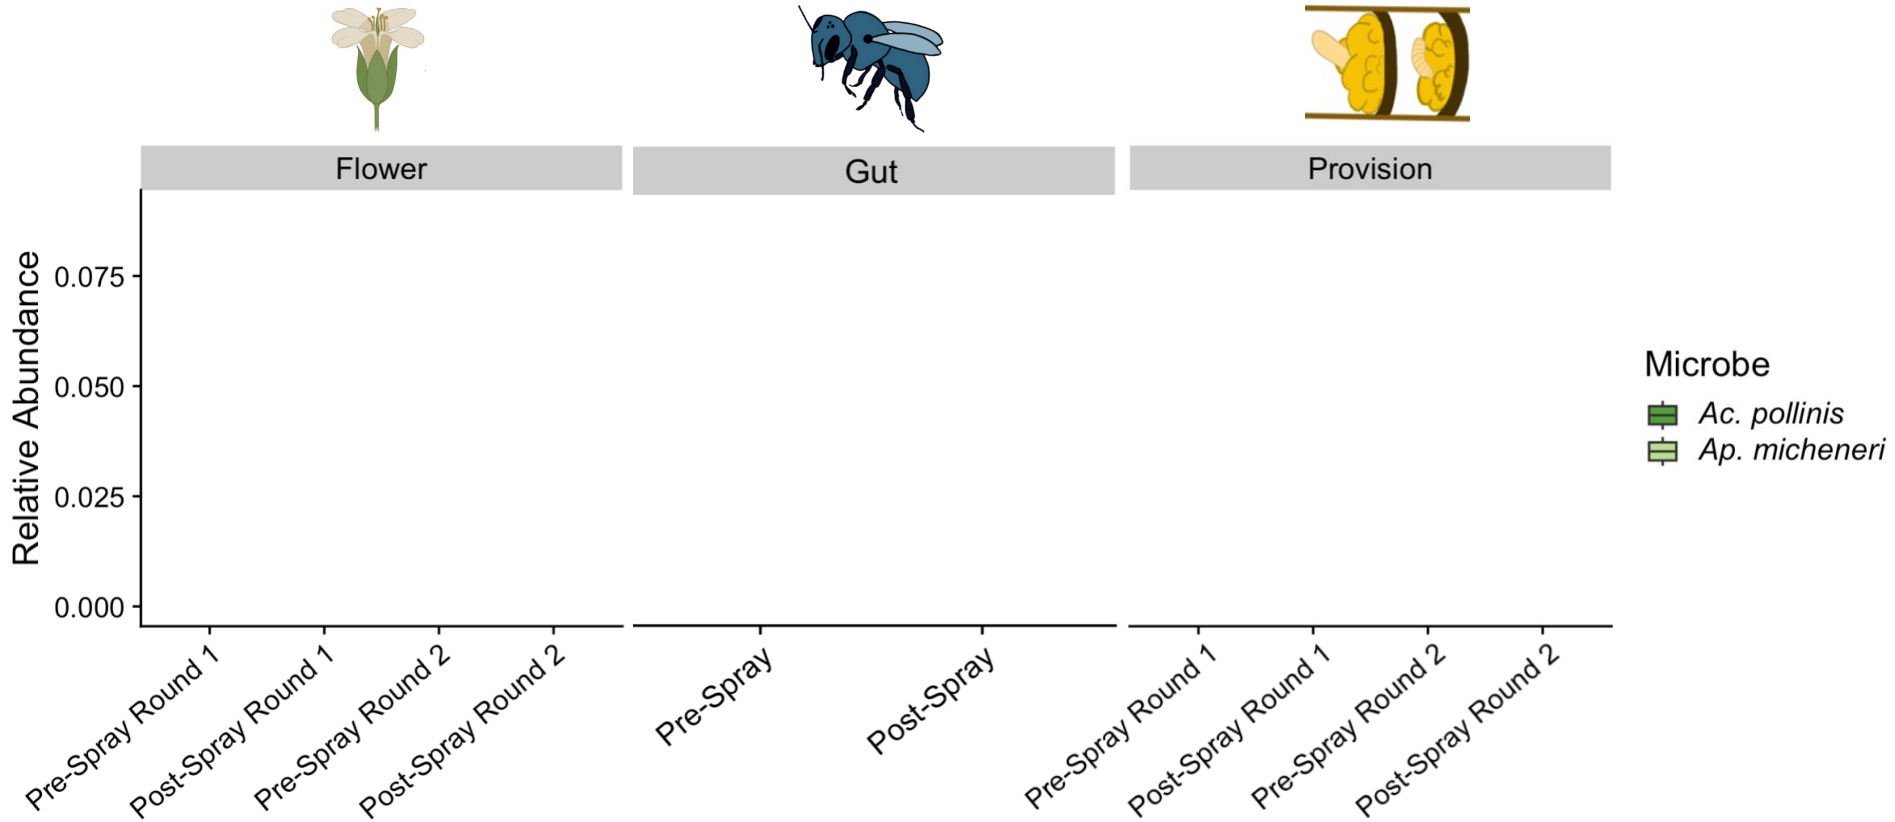 Flower
Gut
Provision
Relative Abundance
0.075
0.050
0.025
0.000
Pre-Spray Round 1
Post-Spray Round 1
Pre-Spray Round 2
Post-Spray Round 2
Pre-Spray
Post-Spray
Pre-Spray Round 1
Post-Spray Round 1
Pre-Spray Round 2
Post-Spray Round 2
Microbe
Ac. pollinis
Ap. micheneri